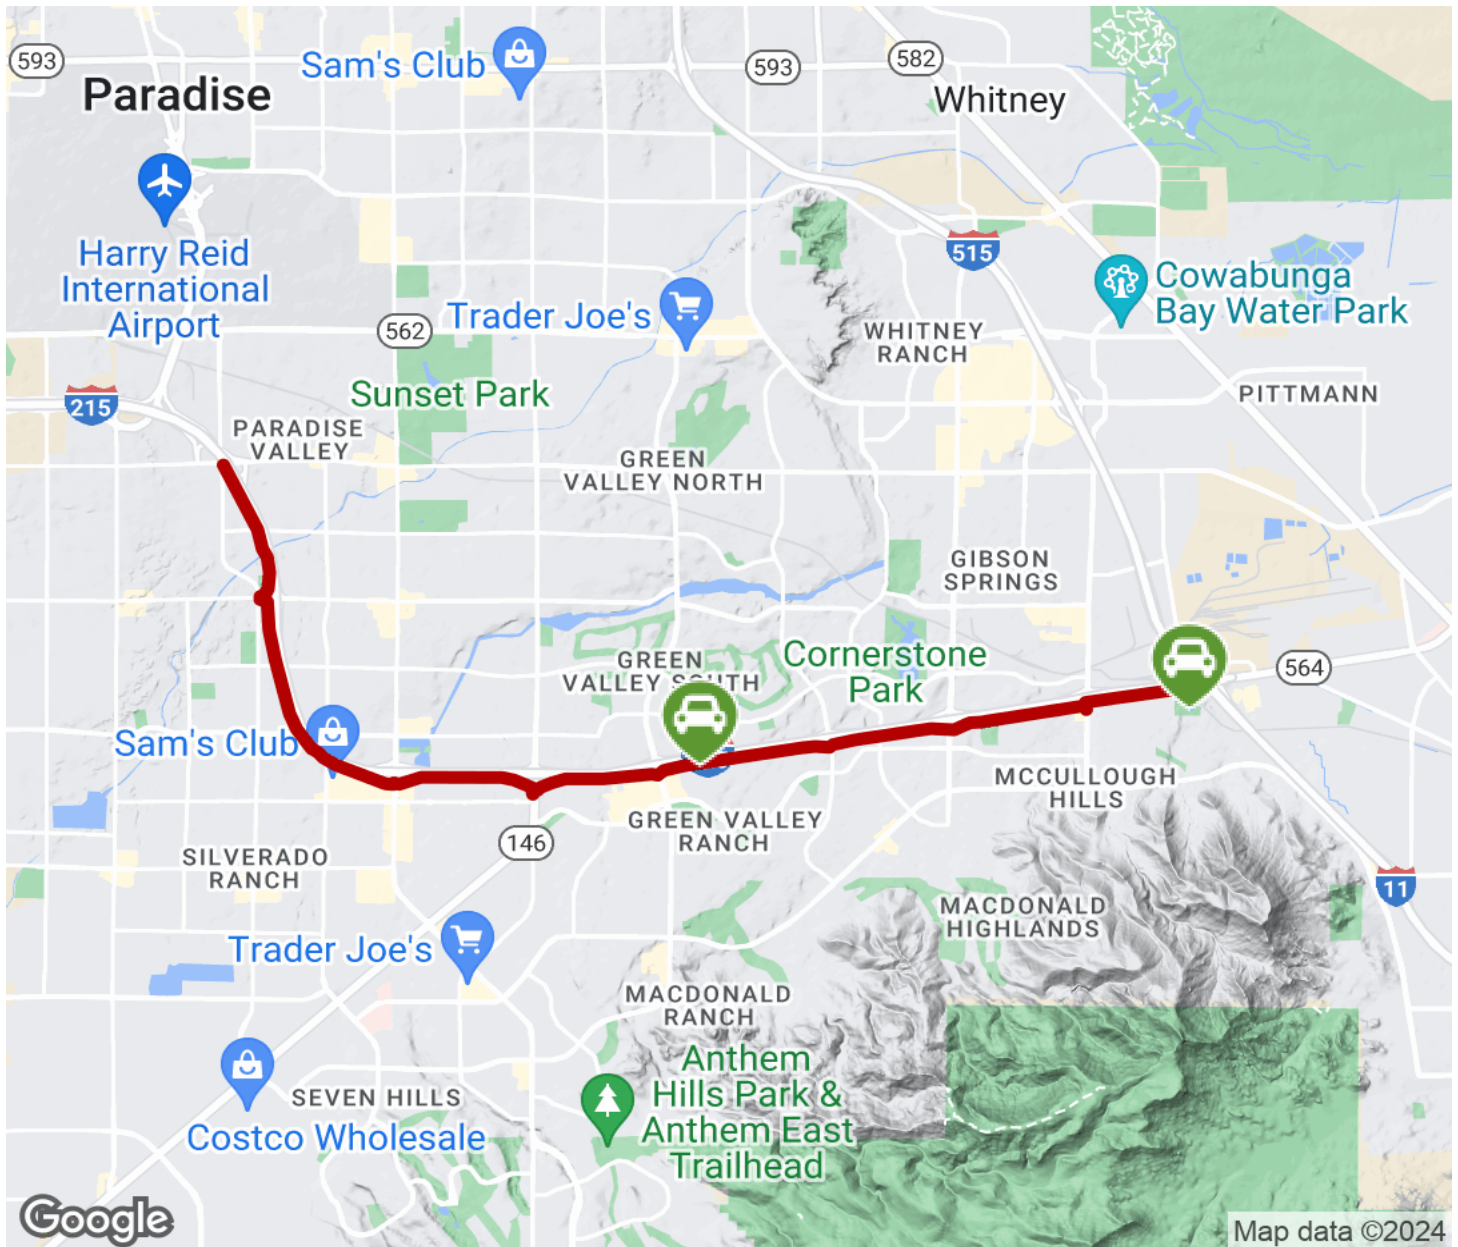 593
Sam's Club
593
582
Paradise
Whitney
Harry Reid
International
Airport
515
Cowabunga
Bay Water Park
562
Trader Joe's
WHITNEY
RANCH
215
Sunset Park
PITTMANN
PARADISE
VALLEY
GREEN
VALLEY NORTH
GIBSON
SPRINGS
GREEN
VALLEY SOUTH
Cornerstone
Park
564
Sam's Club
MCCULLOUGH
HILLS
146
GREEN VALLEY
RANCH
SILVERADO
RANCH
11
MACDONALD
HIGHLANDS
Trader Joe's
MACDONALD
RANCH
Anthem
Hills Park &
Anthem East
Trailhead
SEVEN HILLS
Costco Wholesale
Google
Map data ©2024